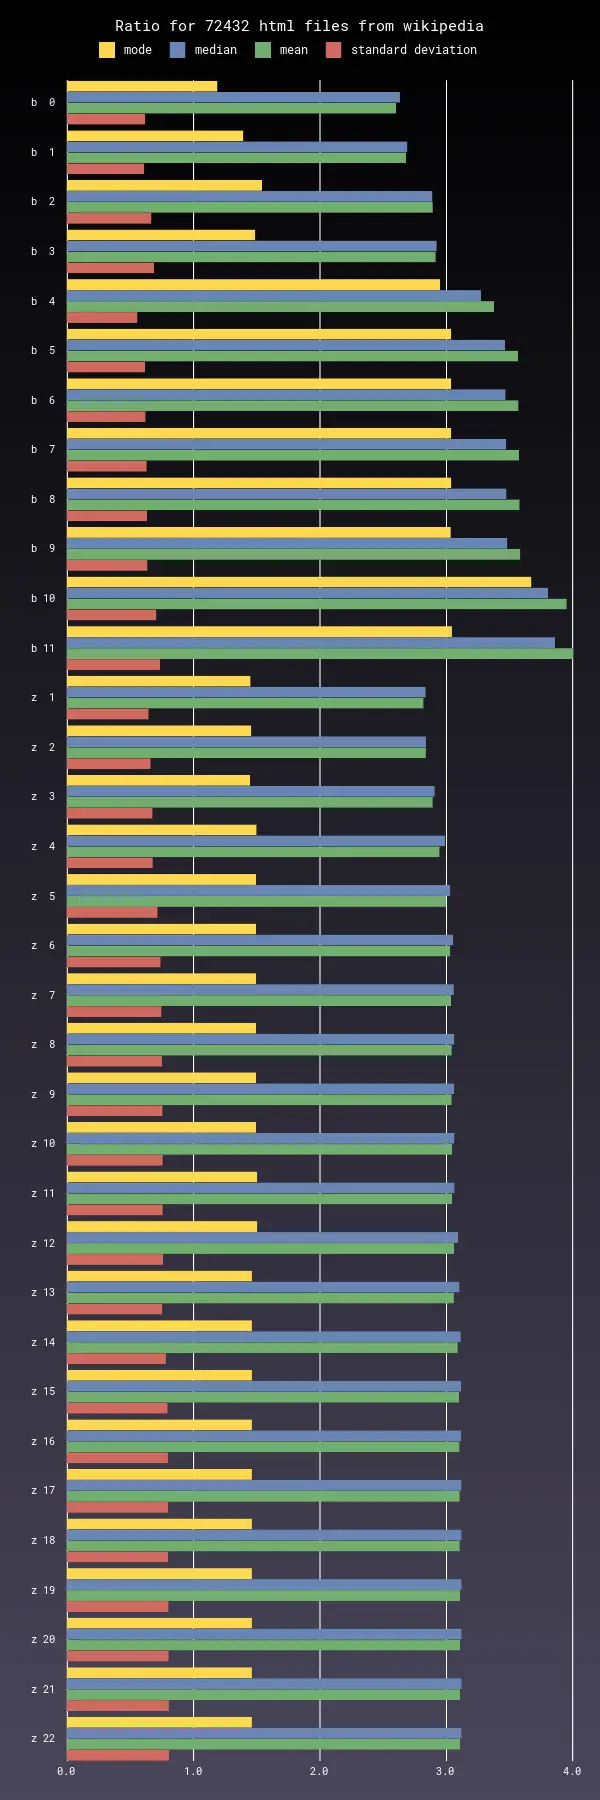 Ratio for 72432 html files from wikipedia
mode median mean standard deviation
b 0
b 1
b 2
b 3
b 4
b 5
b 6
b 7
b 8
b 9
b 10
b 11
z 1
z 2
z 3
z 4
z 5
z 6
z 7
z 8
z 9
z 10
z 11
z 12
z 13
z 14
z 15
z 16
z 17
z 18
z 19
z 20
z 21
z 22
0.0 1.0 2.0 3.0 4.0